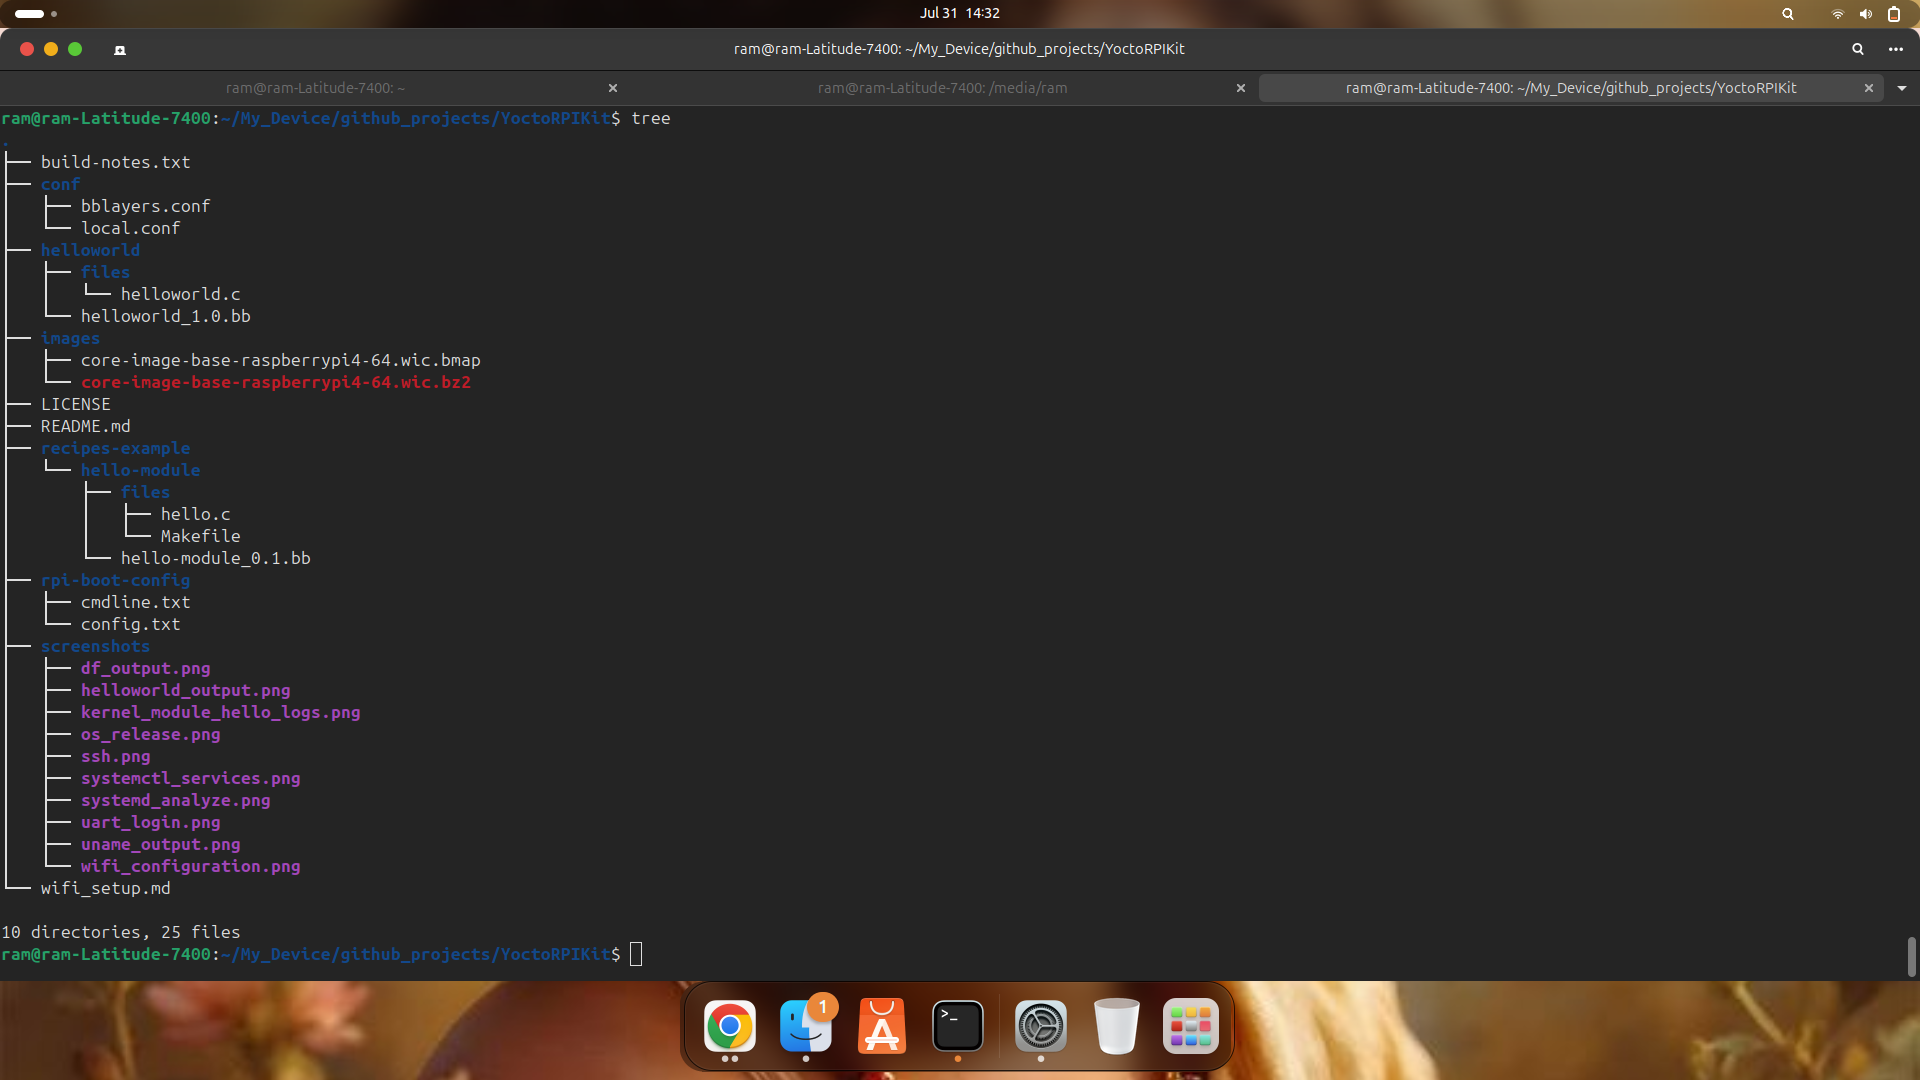 Jul 31 14:32
ram@ram-Latitude-7400: ~/My_Device/github_projects/YoctoRPIKit
ram@ram-Latitude-7400: ~
ram@ram-Latitude-7400: /media/ram
ram@ram-Latitude-7400: ~/My_Device/github_projects/YoctoRPIKit
ram@ram-Latitude-7400:~/My_Device/github_projects/YoctoRPIKit$ tree
.
├── build-notes.txt
├── conf
│   ├── bblayers.conf
│   └── local.conf
├── helloworld
│   ├── files
│   │   └── helloworld.c
│   └── helloworld_1.0.bb
├── images
│   ├── core-image-base-raspberrypi4-64.wic.bmap
│   └── core-image-base-raspberrypi4-64.wic.bz2
├── LICENSE
├── README.md
├── recipes-example
│   └── hello-module
│       ├── files
│       │   ├── hello.c
│       │   └── Makefile
│       └── hello-module_0.1.bb
├── rpi-boot-config
│   ├── cmdline.txt
│   └── config.txt
├── screenshots
│   ├── df_output.png
│   ├── helloworld_output.png
│   ├── kernel_module_hello_logs.png
│   ├── os_release.png
│   ├── ssh.png
│   ├── systemctl_services.png
│   ├── systemd_analyze.png
│   ├── uart_login.png
│   ├── uname_output.png
│   └── wifi_configuration.png
└── wifi_setup.md
10 directories, 25 files
ram@ram-Latitude-7400:~/My_Device/github_projects/YoctoRPIKit$
1
>_